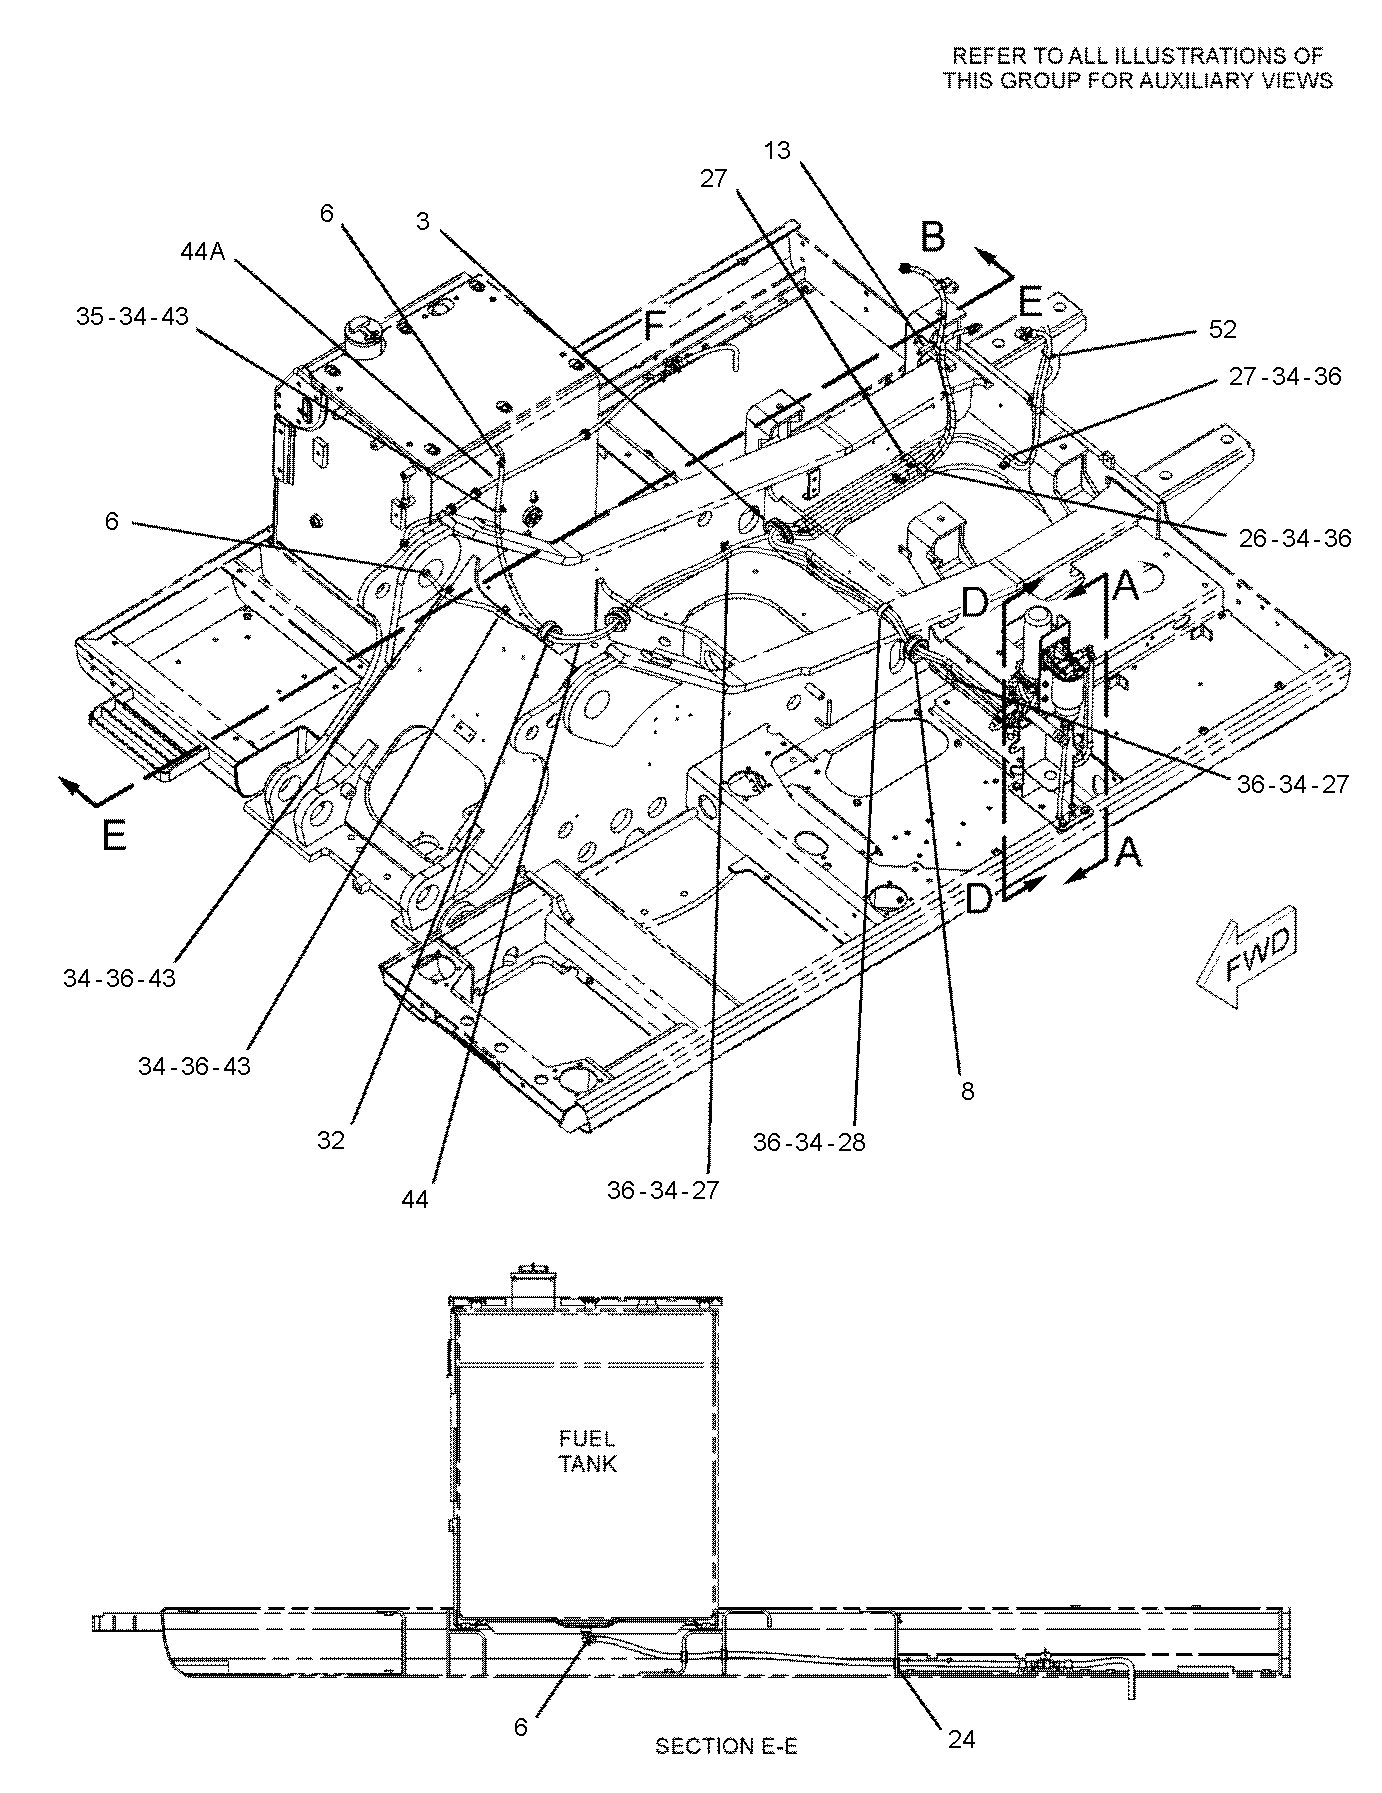 REFER TO ALL ILLUSTRATIONS OF
THIS GROUP FOR AUXILIARY VIEWS
13
27
6
3
B
44A
E
35-34-43
F
52
27-34-36
6
26-34-36
D
A
36-34-27
E
A
D
FWD
34-36-43
34-36-43
8
32
36-34-28
36-34-27
44
FUEL
TANK
6
24
SECTION E-E